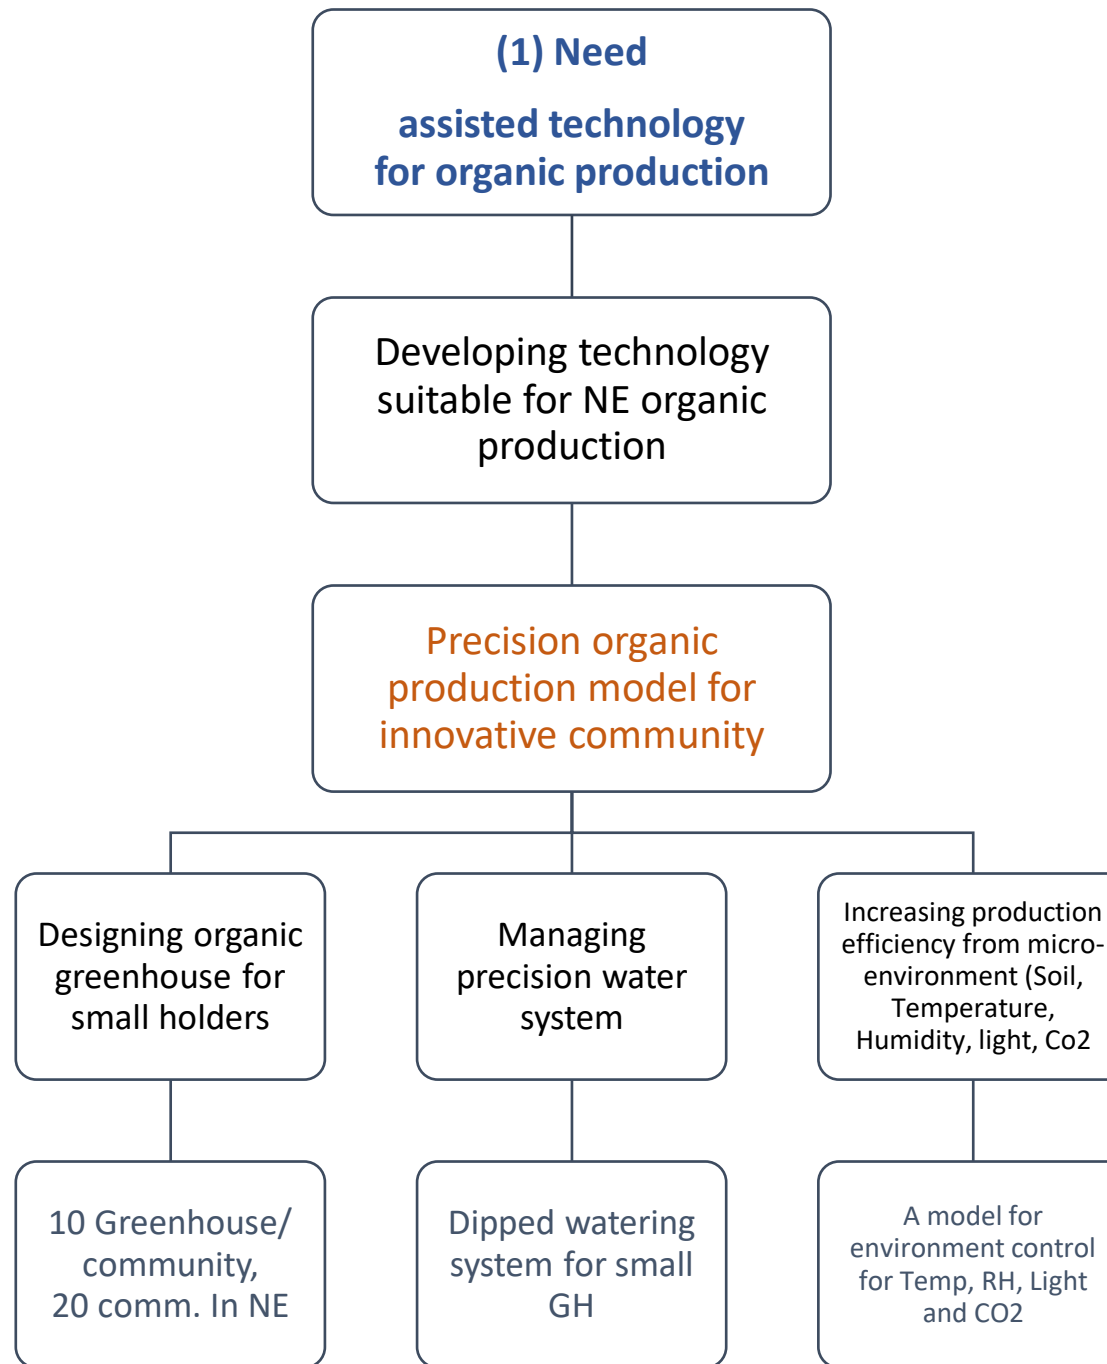 (1) Need
assisted technology
for organic production
Developing technology
suitable for NE organic
production
Precision organic
production model for
innovative community
Designing organic
greenhouse for
small holders
Managing
precision water
system
Increasing production
efficiency from micro-
environment (Soil,
Temperature,
Humidity, light, Co2
10 Greenhouse/
community,
20 comm. In NE
Dipped watering
system for small
GH
A model for
environment control
for Temp, RH, Light
and CO2